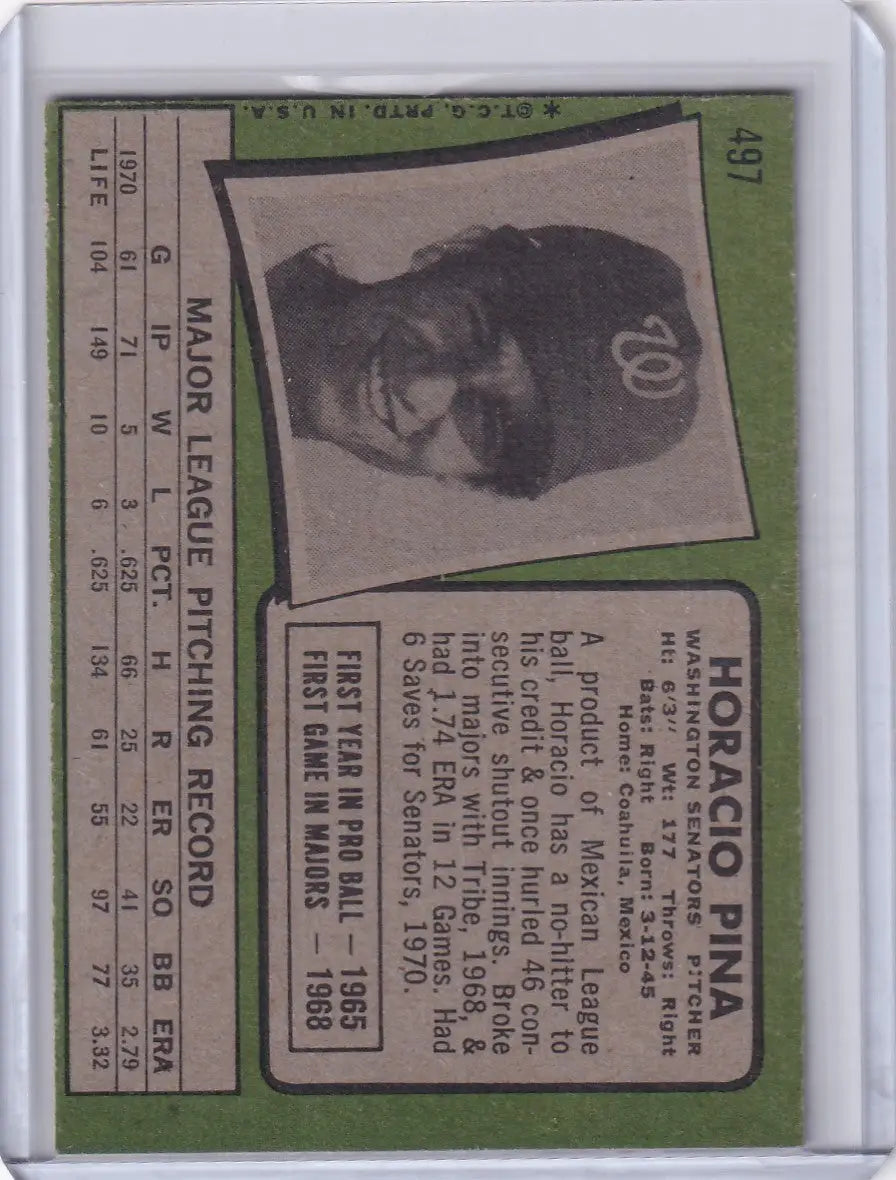 497
HORACIO PINA
WASHINGTON SENATORS' PITCHER
Ht: 6'3" Wt: 177 Throws: Right
Bats: Right Born: 3-12-45
Home: Coahuila, Mexico
A product of Mexican League
ball, Horacio has a no-hitter to
his credit & once hurled 46 con-
secutive shutout innings. Broke
into majors with Tribe, 1968, &
had 1.74 ERA in 12 Games. Had
6 Saves for Senators, 1970.
FIRST YEAR IN PRO BALL — 1965
FIRST GAME IN MAJORS — 1968
W
MAJOR LEAGUE PITCHING RECORD
G IP W L PCT. H R ER SO BB ERA
1970 61 71 5 3 .625 66 25 22 41 35 2.79
LIFE 104 149 10 6 .625 134 61 55 97 77 3.32
*©T.C.G. PRTD. IN U.S.A.